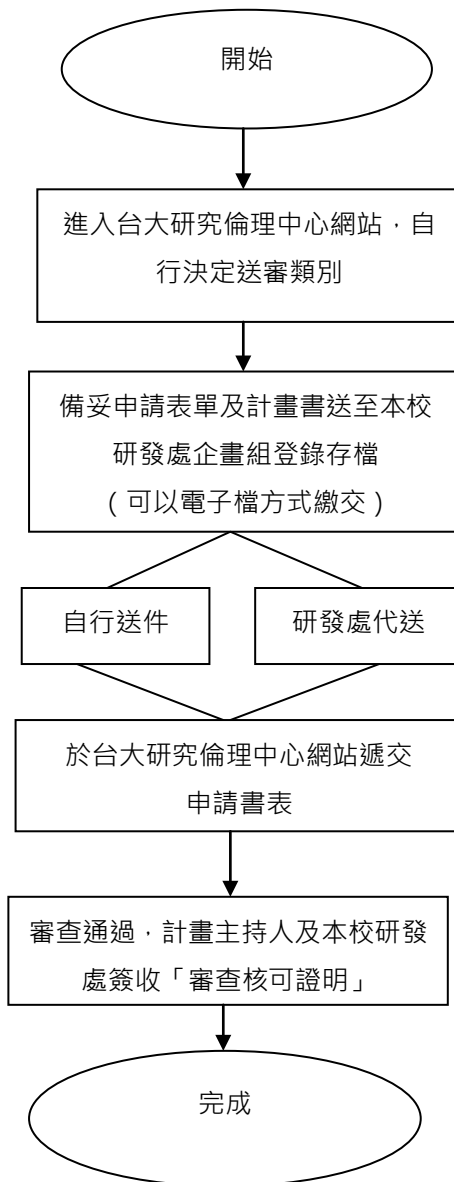 開始
進入台大研究倫理中心網站，自
行決定送審類別
備妥申請表單及計畫書送至本校
研發處企畫組登錄存檔
（可以電子檔方式繳交）
自行送件
研發處代送
於台大研究倫理中心網站遞交
申請書表
審查通過，計畫主持人及本校研發
處簽收「審查核可證明」
完成